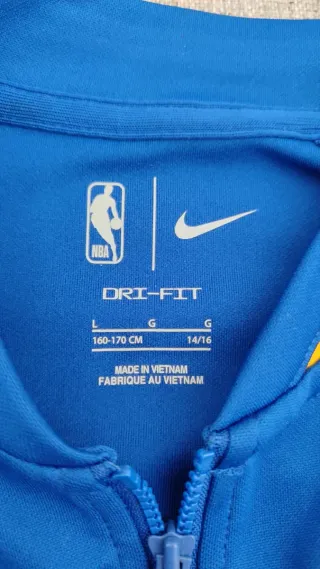 NBA
DRI-FIT
L G G
160-170 CM 14/16
MADE IN VIETNAM
FABRIQUE AU VIETNAM